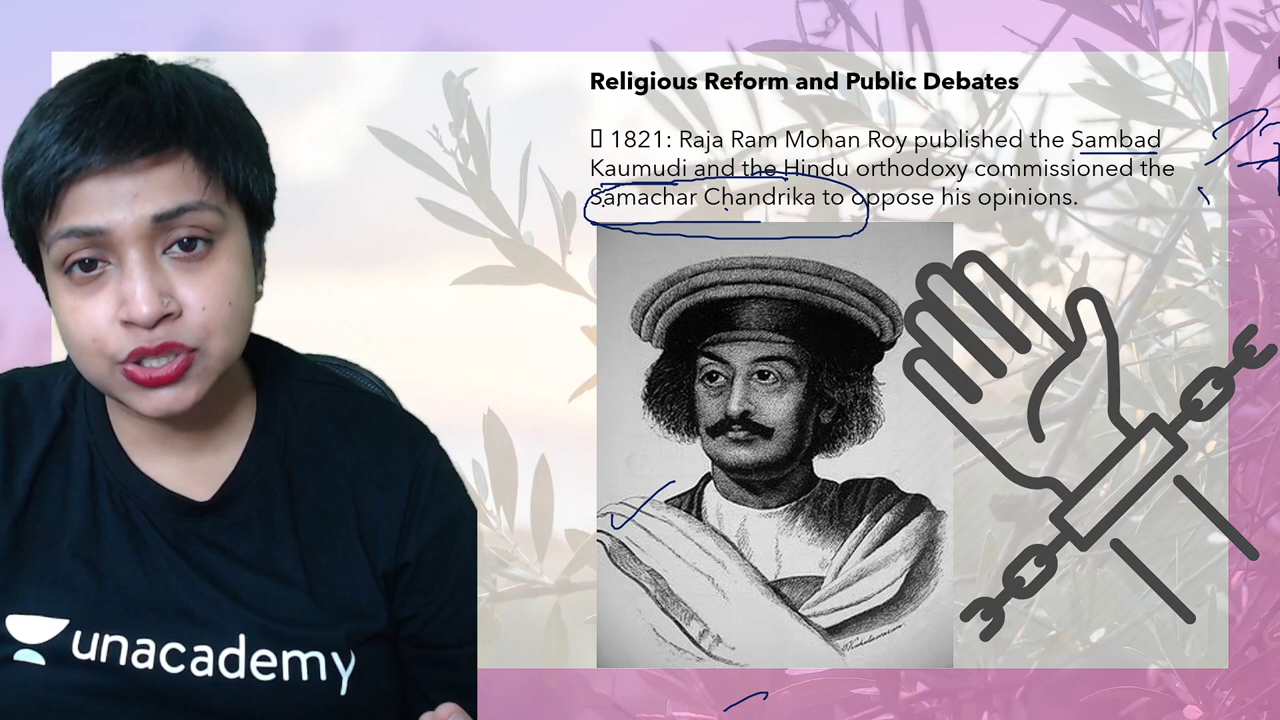 Religious Reform and Public Debates
▯ 1821: Raja Ram Mohan Roy published the Sambad
Kaumudi and the Hindu orthodoxy commissioned the
Samachar Chandrika to oppose his opinions.
unacademy